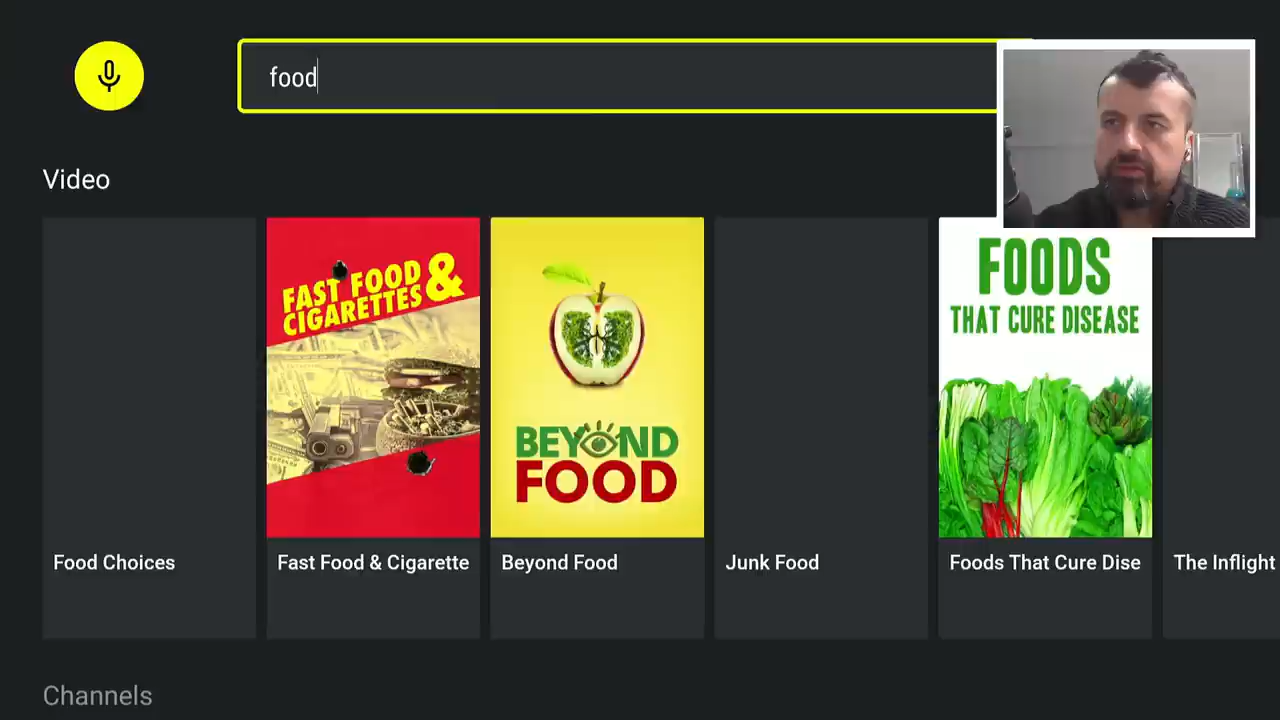 food
Video
FAST FOOD &
CIGARETTES
BEYOND
FOOD
FOODS
THAT CURE DISEASE
Food Choices
Fast Food & Cigarette
Beyond Food
Junk Food
Foods That Cure Dise
The Inflight
Channels